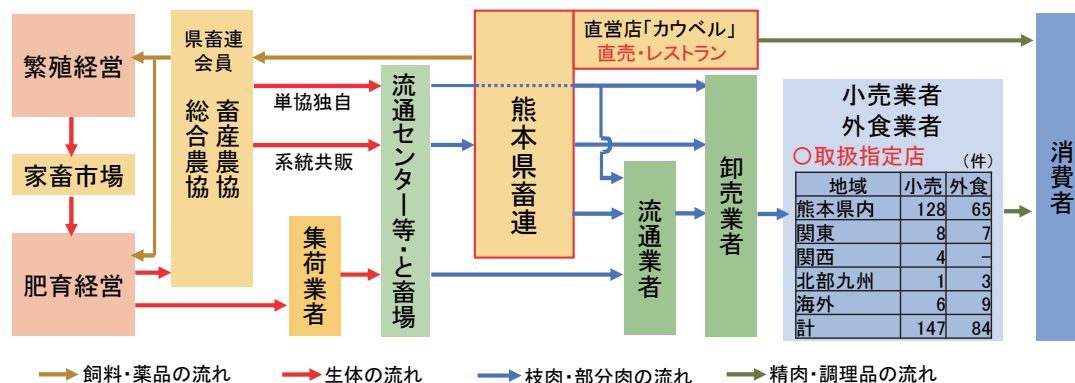 繁殖経営
家畜市場
肥育経営
県畜連
会員
総合農協
畜産農協
単協独自
系統共販
集荷業者
流通センター等・と畜場
熊本県畜連
直営店「カウベル」
直売・レストラン
流通業者
卸売業者
小売業者
外食業者
○取扱指定店 (件)
地域 小売 外食
熊本県内 128 65
関東 8 7
関西 4 -
北部九州 1 3
海外 6 9
計 147 84
消費者
飼料・薬品の流れ
生体の流れ
枝肉・部分肉の流れ
精肉・調理品の流れ